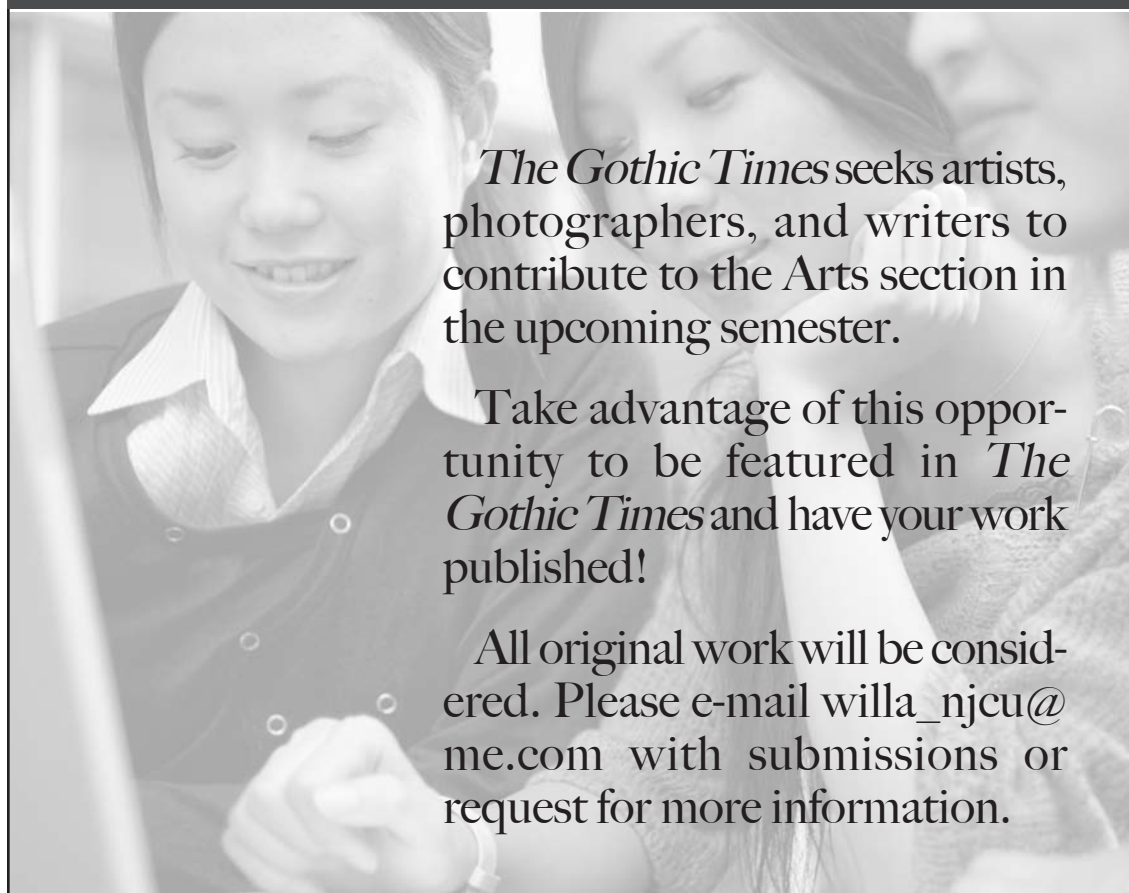 The Gothic Times seeks artists,
photographers, and writers to
contribute to the Arts section in
the upcoming semester.
Take advantage of this oppor-
tunity to be featured in The
Gothic Times and have your work
published!
All original work will be consid-
ered. Please e-mail willa_njcu@
me.com with submissions or
request for more information.